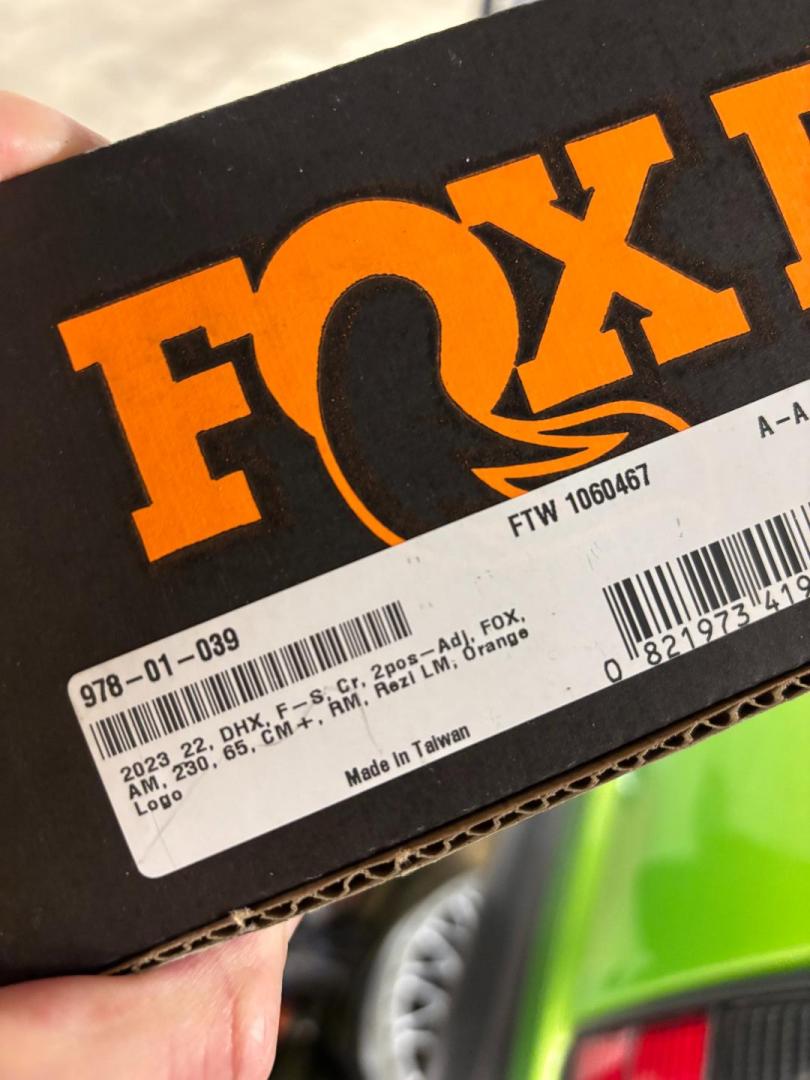 FOX
FTW 1060467
A-A
978-01-039
2023, 22, DHX, F-S, Cr, 2pos-Adj, FOX,
AM, 230, 65, CM+, RM, Rezi LM, Orange
Logo
Made in Taiwan
0 821973 419